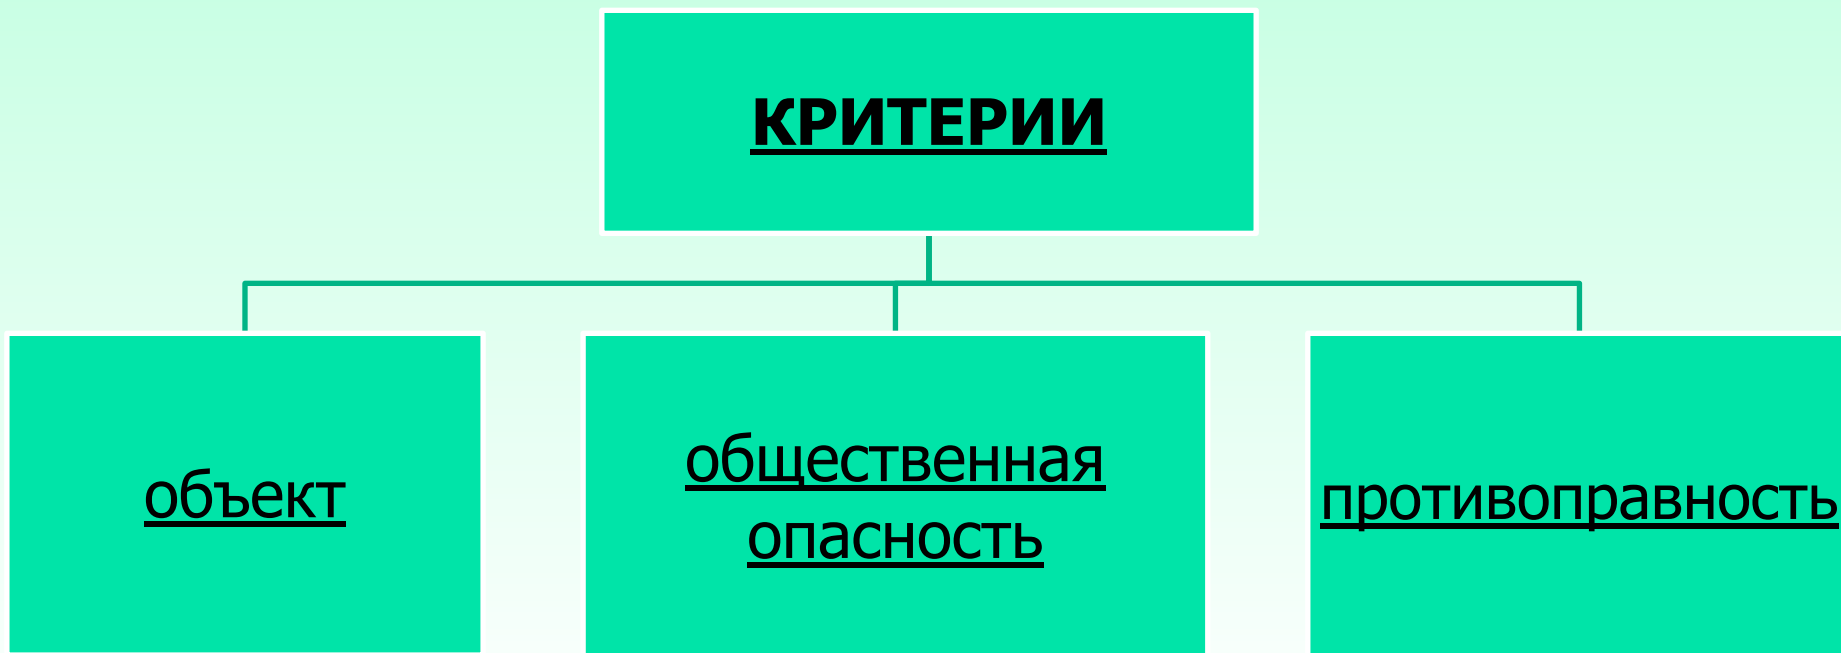 КРИТЕРИИ
объект
общественная
опасность
противоправность